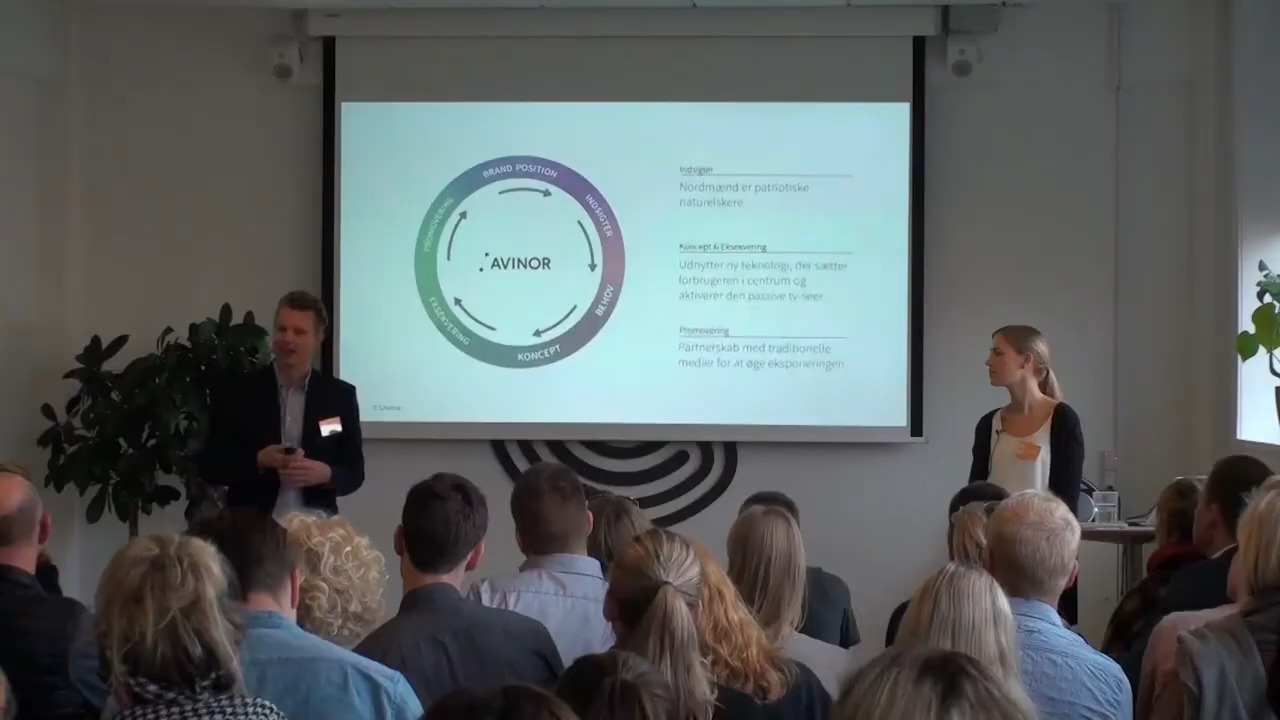 BRAND POSITION
INDSIGTER
BEHOV
KONCEPT
EKSEKVERING
PROMOVERING
AVINOR
Indsigter
Nordmænd er patriotiske
naturelskere
Koncept & Eksekvering
Udnytter ny teknologi, der sætter
forbrugeren i centrum og
aktiverer den passive tv-seer
Promovering
Partnerskab med traditionelle
medier for at øge eksponeringen